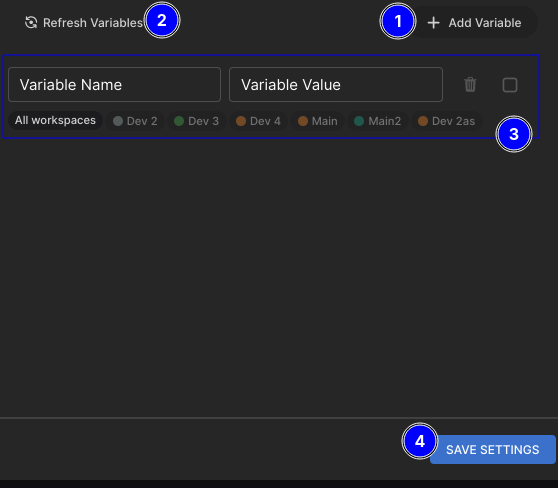 Refresh Variables 2 1 + Add Variable
Variable Name Variable Value
All workspaces Dev 2 Dev 3 Dev 4 Main Main2 Dev 2as
3
4 SAVE SETTINGS